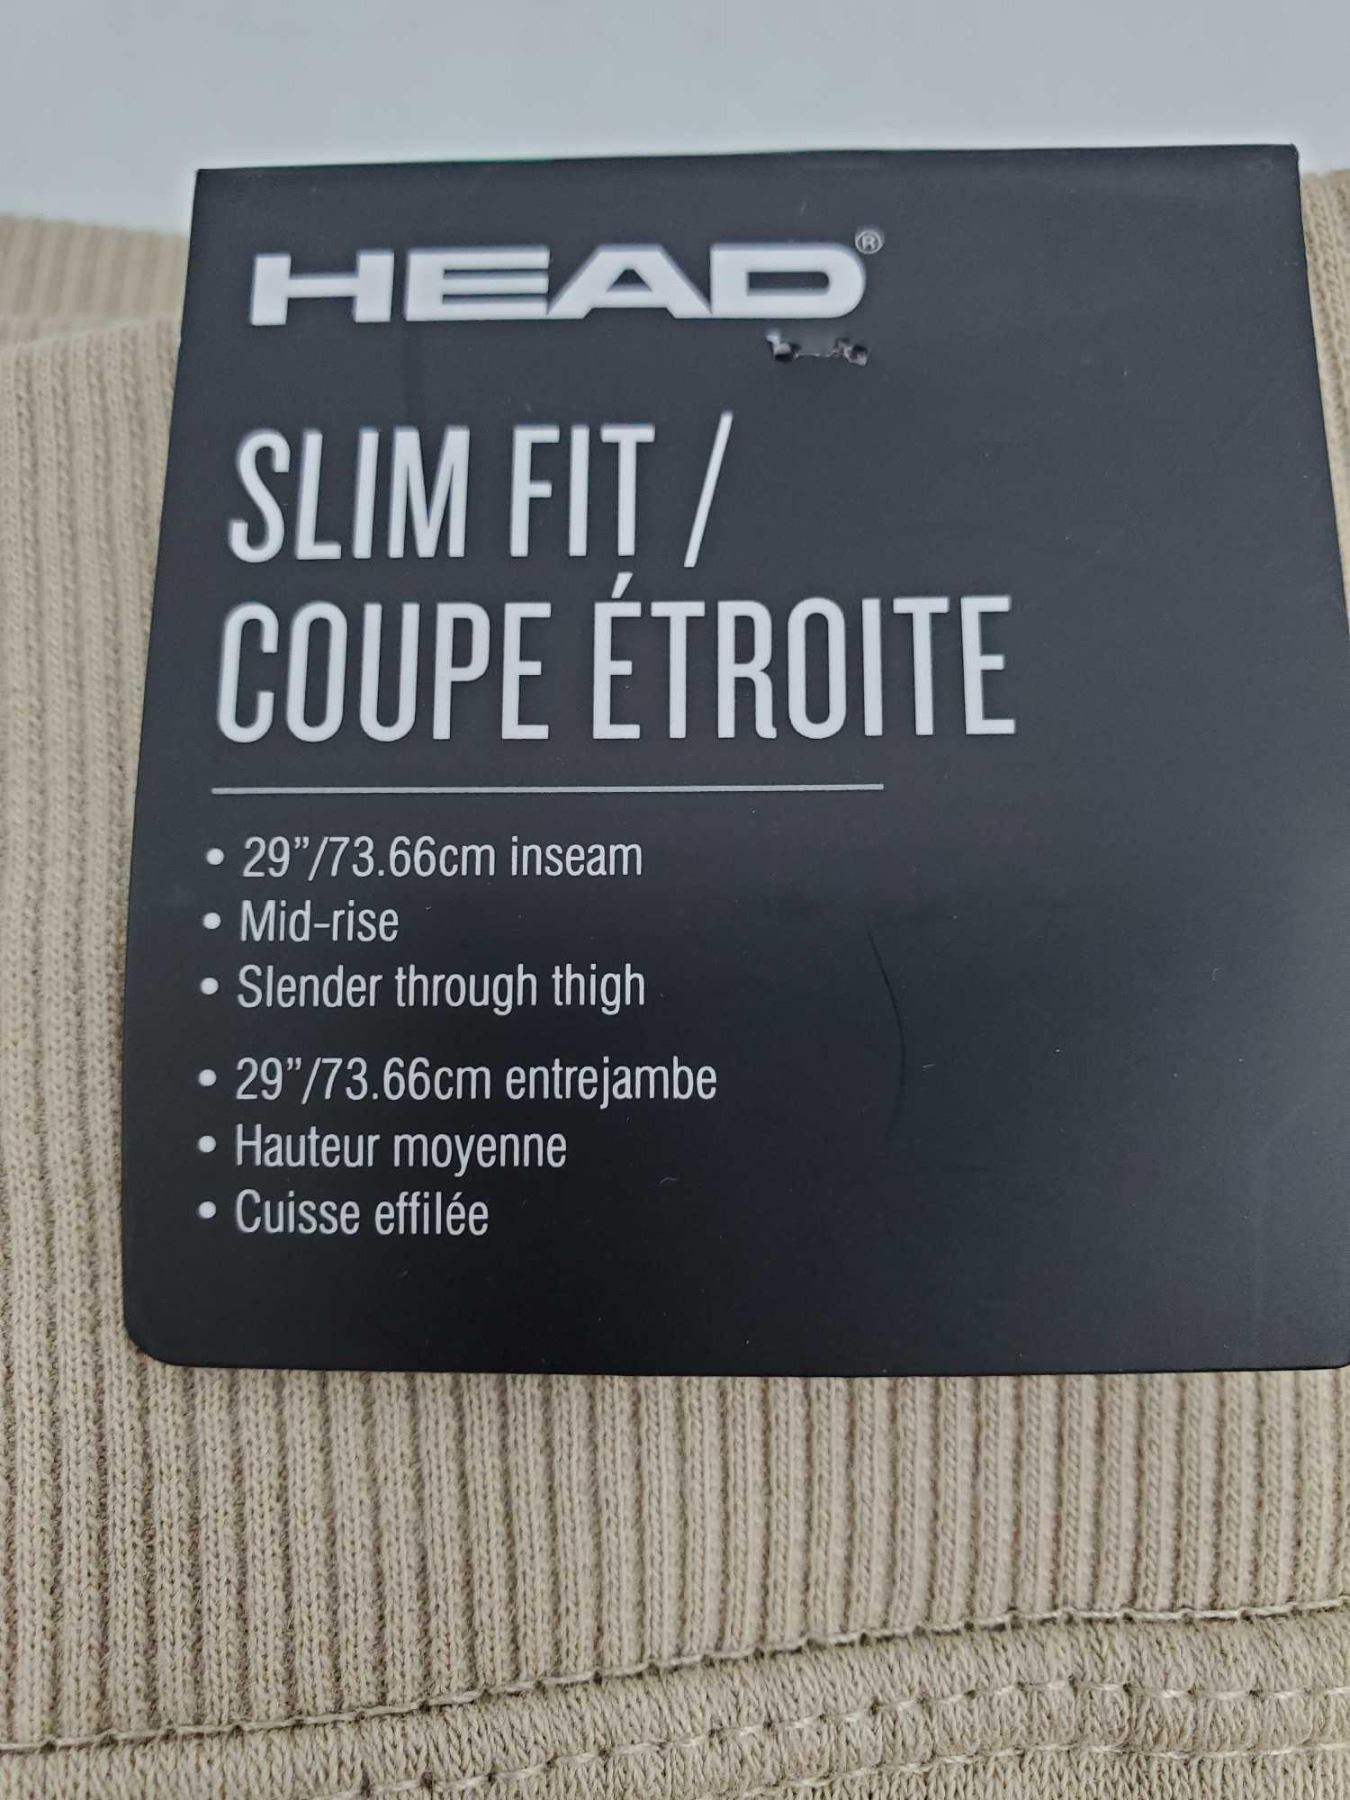 HEAD®
SLIM FIT /
COUPE ÉTROITE
• 29”/73.66cm inseam
• Mid-rise
• Slender through thigh
• 29”/73.66cm entrejambe
• Hauteur moyenne
• Cuisse effilée